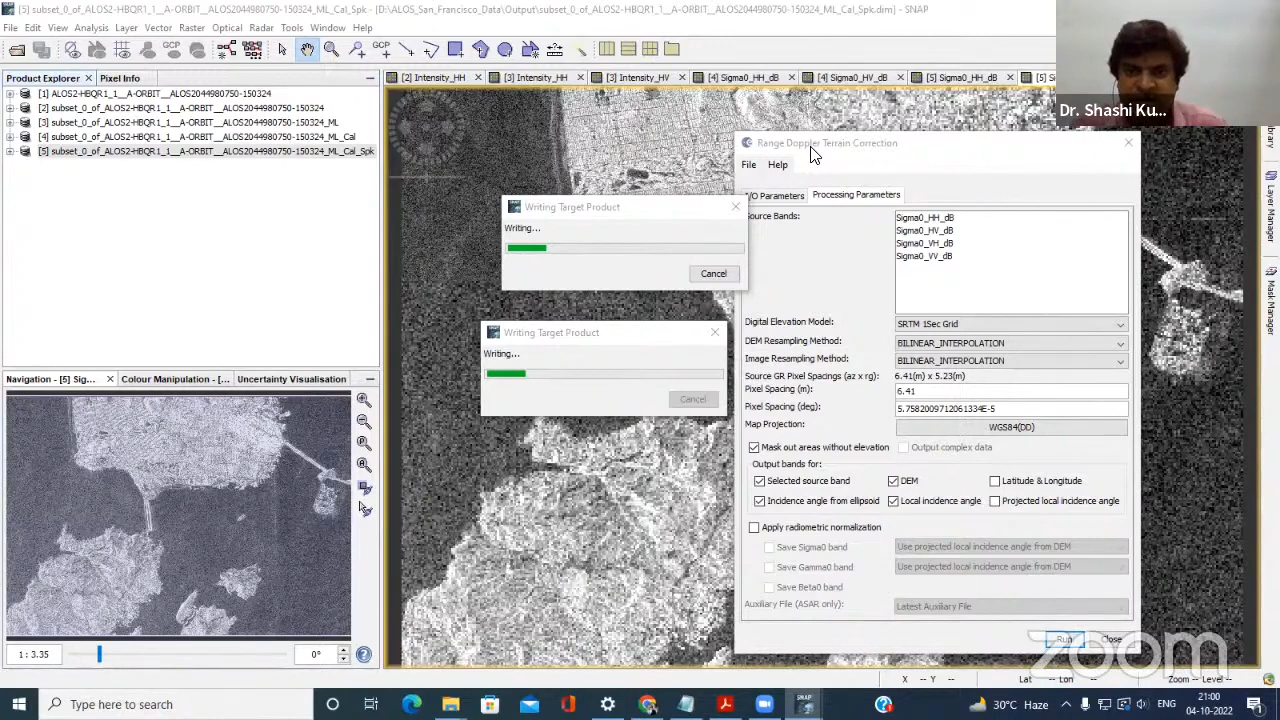 [5] subset_0_of_ALOS2-HBQR1_1__A-ORBIT__ALOS2044980750-150324_ML_Cal_Spk - [D:\ALOS_San_Francisco_Data\Output\subset_0_of_ALOS2-HBQR1_1__A-ORBIT__ALOS2044980750-150324_ML_Cal_Spk.dim] - SNAP
File Edit View Analysis Layer Vector Raster Optical Radar Tools Window Help
GCP GCP
Product Explorer Pixel Info
[2] Intensity_HH [3] Intensity_HH [3] Intensity_HV [4] Sigma0_HH_dB [4] Sigma0_HV_dB [5] Sigma0_HH_dB
[1] ALOS2-HBQR1_1__A-ORBIT__ALOS2044980750-150324
[2] subset_0_of_ALOS2-HBQR1_1__A-ORBIT__ALOS2044980750-150324
[3] subset_0_of_ALOS2-HBQR1_1__A-ORBIT__ALOS2044980750-150324_ML
[4] subset_0_of_ALOS2-HBQR1_1__A-ORBIT__ALOS2044980750-150324_ML_Cal
[5] subset_0_of_ALOS2-HBQR1_1__A-ORBIT__ALOS2044980750-150324_ML_Cal_Spk
Dr. Shashi Ku...
Layer Manager
Mask Manager
Writing Target Product
Writing...
Cancel
Writing Target Product
Writing...
Cancel
Range Doppler Terrain Correction
File Help
I/O Parameters Processing Parameters
Source Bands:
Sigma0_HH_dB
Sigma0_HV_dB
Sigma0_VH_dB
Sigma0_VV_dB
Digital Elevation Model: SRTM 1Sec Grid
DEM Resampling Method: BILINEAR_INTERPOLATION
Image Resampling Method: BILINEAR_INTERPOLATION
Source GR Pixel Spacings (az x rg): 6.41(m) x 5.23(m)
Pixel Spacing (m): 6.41
Pixel Spacing (deg): 5.7582009712061334E-5
Map Projection: WGS84(DD)
Mask out areas without elevation Output complex data
Output bands for:
Selected source band DEM Latitude & Longitude
Incidence angle from ellipsoid Local incidence angle Projected local incidence angle
Apply radiometric normalization
Save Sigma0 band Use projected local incidence angle from DEM
Save Gamma0 band Use projected local incidence angle from DEM
Save Beta0 band
Auxiliary File (ASAR only): Latest Auxiliary File
Run Close
zoom
Navigation - [5] Sig... Colour Manipulation - [... Uncertainty Visualisation
1 : 3.35 0°
X -- Y -- Lat -- Lon -- Zoom -- Level --
Type here to search
30°C Haze
ENG
21:00
04-10-2022